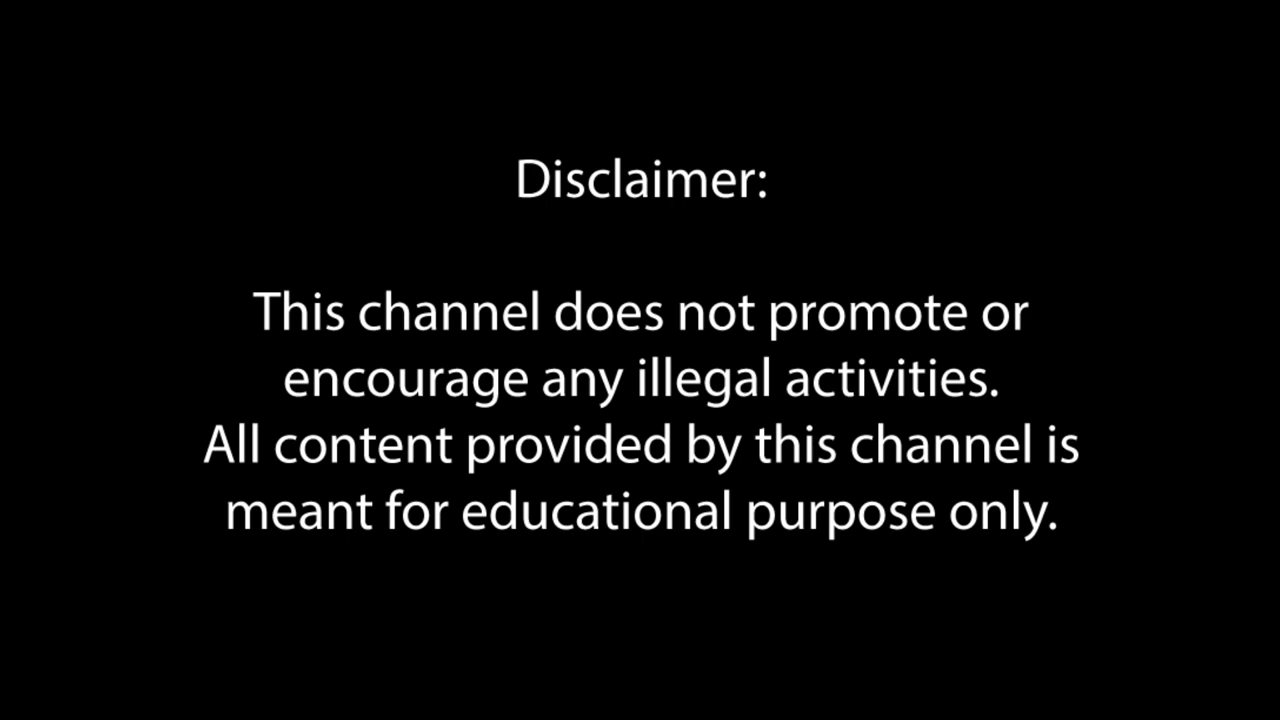 Disclaimer:
This channel does not promote or
encourage any illegal activities.
All content provided by this channel is
meant for educational purpose only.